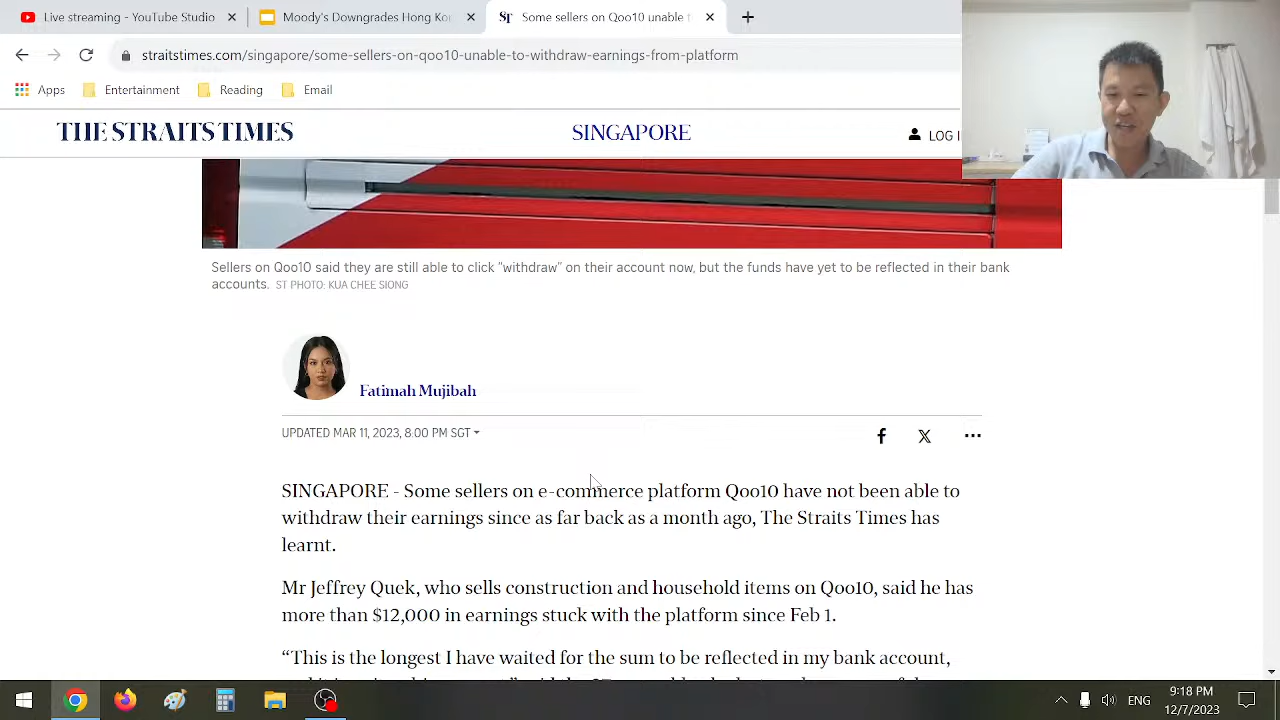 Live streaming - YouTube Studio
Moody's Downgrades Hong Ko
Some sellers on Qoo10 unable t
straitstimes.com/singapore/some-sellers-on-qoo10-unable-to-withdraw-earnings-from-platform
Apps Entertainment Reading Email
THE STRAITS TIMES
SINGAPORE
LOG I
Sellers on Qoo10 said they are still able to click "withdraw" on their account now, but the funds have yet to be reflected in their bank
accounts. ST PHOTO: KUA CHEE SIONG
Fatimah Mujibah
UPDATED MAR 11, 2023, 8:00 PM SGT
SINGAPORE - Some sellers on e-commerce platform Qoo10 have not been able to
withdraw their earnings since as far back as a month ago, The Straits Times has
learnt.
Mr Jeffrey Quek, who sells construction and household items on Qoo10, said he has
more than $12,000 in earnings stuck with the platform since Feb 1.
“This is the longest I have waited for the sum to be reflected in my bank account,
ENG
9:18 PM
12/7/2023